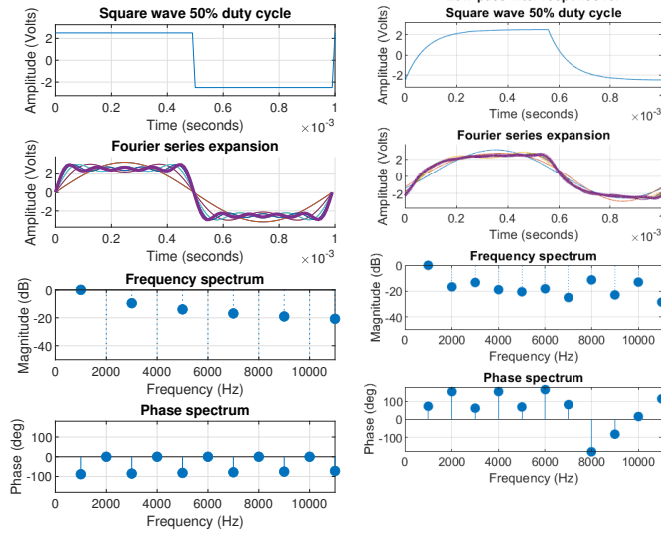 Square wave 50% duty cycle
Amplitude (Volts)
2
0
-2
0 0.2 0.4 0.6 0.8 1
Time (seconds)
×10-3
Fourier series expansion
Amplitude (Volts)
2
0
-2
0 0.2 0.4 0.6 0.8 1
Time (seconds)
×10-3
Frequency spectrum
Magnitude (dB)
0
-20
-40
0 2000 4000 6000 8000 10000
Frequency (Hz)
Phase spectrum
Phase (deg)
100
0
-100
0 2000 4000 6000 8000 10000
Frequency (Hz)
Square wave 50% duty cycle
Amplitude (Volts)
2
0
-2
0 0.2 0.4 0.6 0.8 1
Time (seconds)
×10-3
Fourier series expansion
Amplitude (Volts)
2
0
-2
0 0.2 0.4 0.6 0.8 1
Time (seconds)
×10-3
Frequency spectrum
Magnitude (dB)
0
-20
-40
0 2000 4000 6000 8000 10000
Frequency (Hz)
Phase spectrum
Phase (deg)
100
0
-100
0 2000 4000 6000 8000 10000
Frequency (Hz)